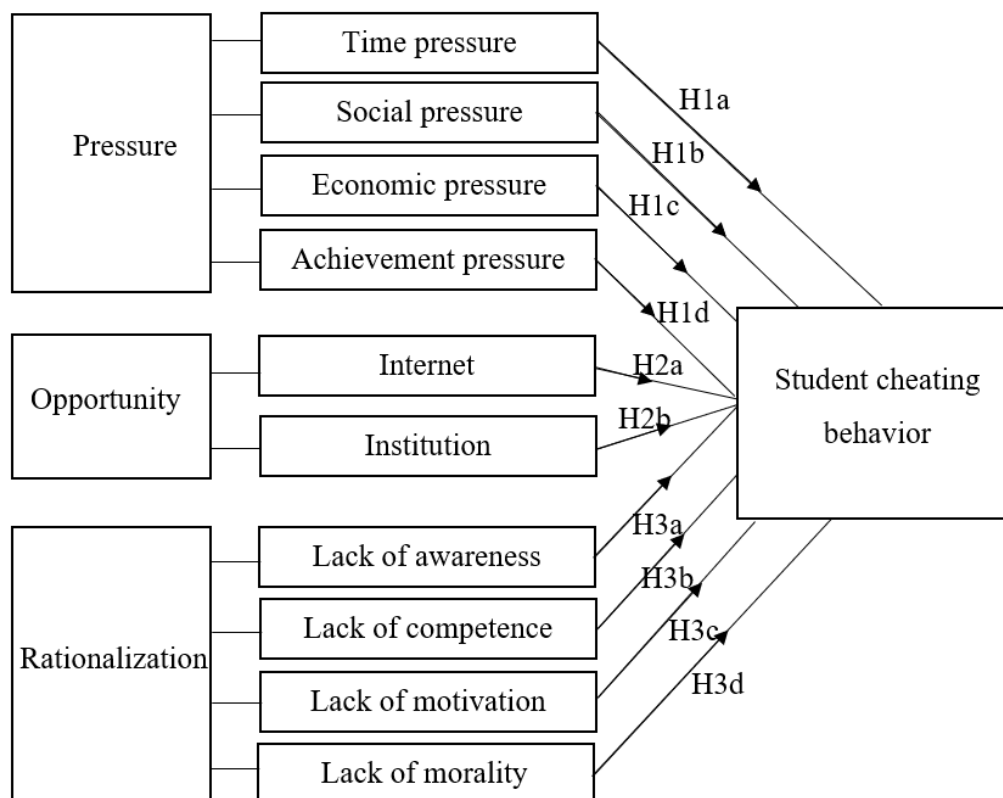 Pressure
Time pressure
Social pressure
Economic pressure
Achievement pressure
H1a
H1b
H1c
H1d
Opportunity
Internet
Institution
H2a
H2b
Student cheating
behavior
Rationalization
Lack of awareness
Lack of competence
Lack of motivation
Lack of morality
H3a
H3b
H3c
H3d